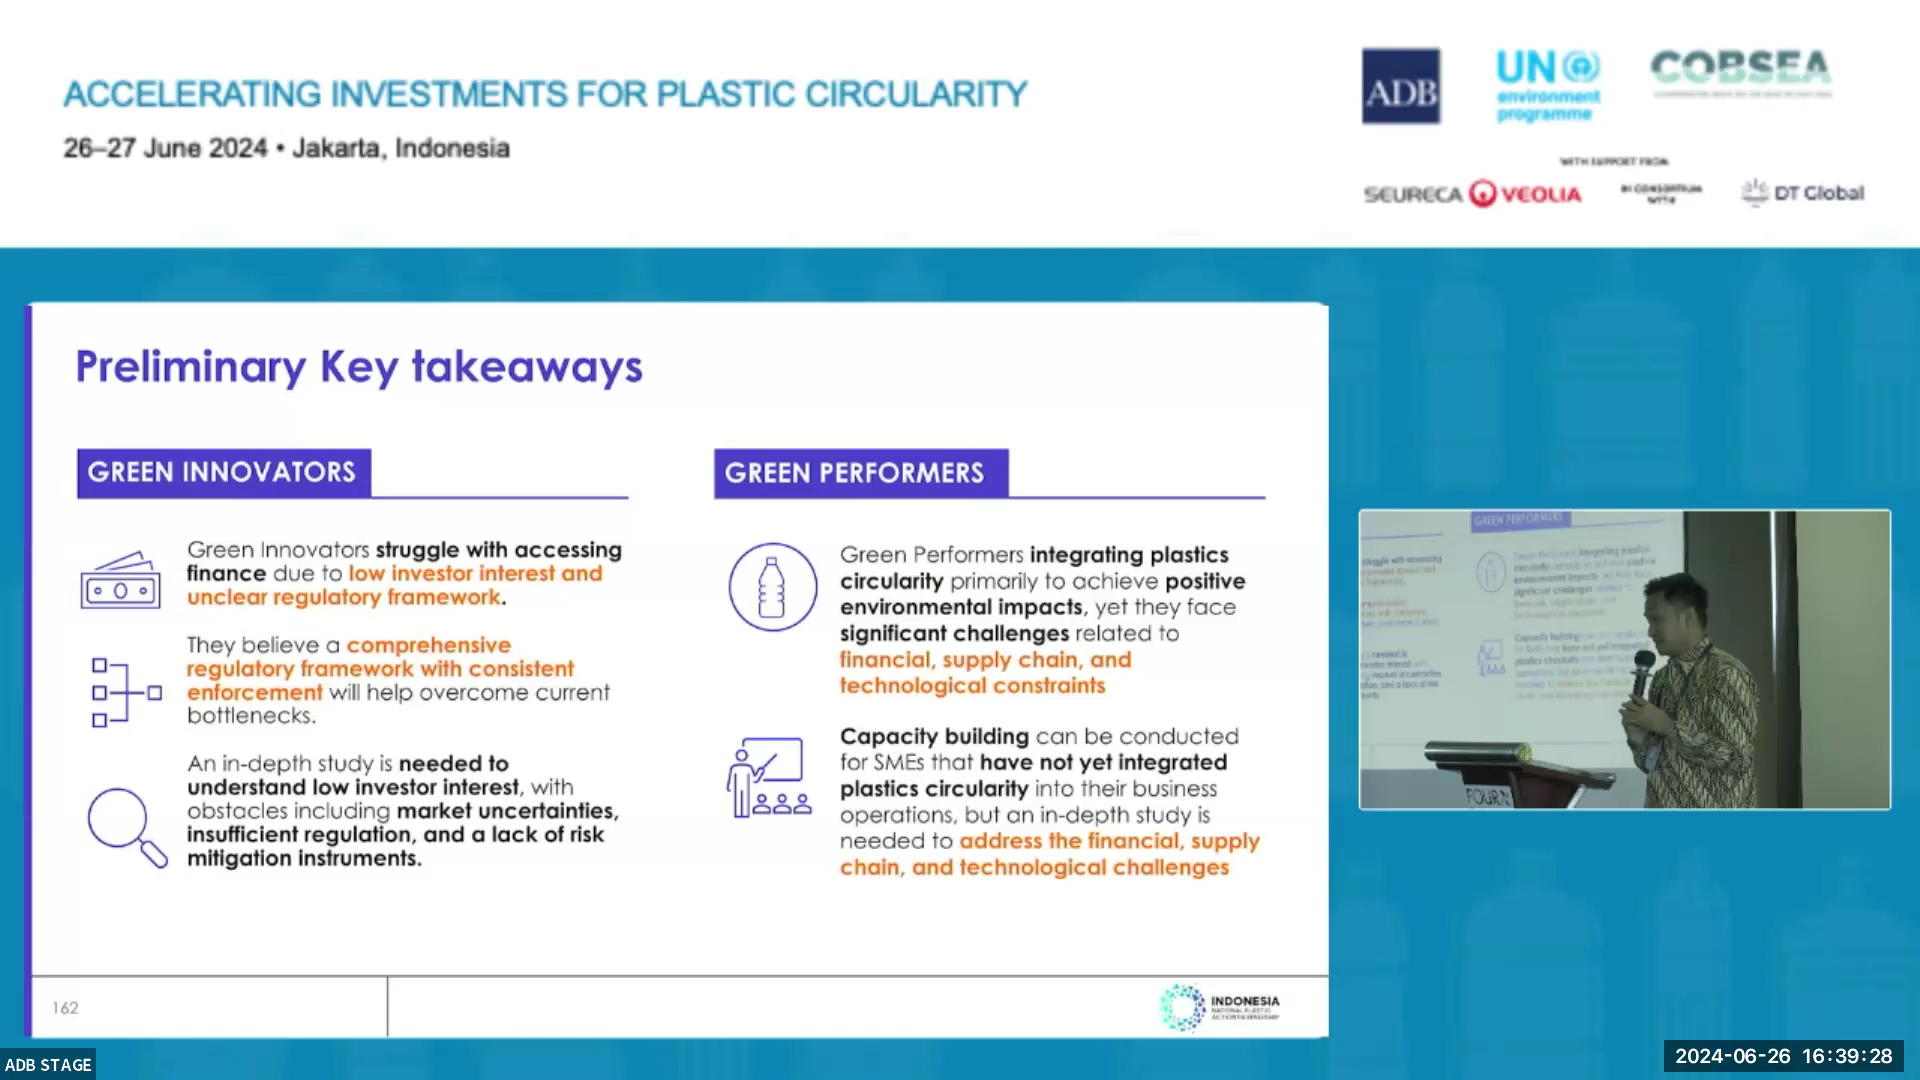 ACCELERATING INVESTMENTS FOR PLASTIC CIRCULARITY
26–27 June 2024 • Jakarta, Indonesia
ADB
UN
environment
programme
COBSEA
WITH SUPPORT FROM
SEURECA VEOLIA
IN CONSORTIUM
WITH
DT Global
Preliminary Key takeaways
GREEN INNOVATORS
Green Innovators struggle with accessing
finance due to low investor interest and
unclear regulatory framework.
They believe a comprehensive
regulatory framework with consistent
enforcement will help overcome current
bottlenecks.
An in-depth study is needed to
understand low investor interest, with
obstacles including market uncertainties,
insufficient regulation, and a lack of risk
mitigation instruments.
GREEN PERFORMERS
Green Performers integrating plastics
circularity primarily to achieve positive
environmental impacts, yet they face
significant challenges related to
financial, supply chain, and
technological constraints
Capacity building can be conducted
for SMEs that have not yet integrated
plastics circularity into their business
operations, but an in-depth study is
needed to address the financial, supply
chain, and technological challenges
GREEN PERFORMERS
162
INDONESIA
NATIONAL PLASTIC
ACTION PARTNERSHIP
ADB STAGE
2024-06-26 16:39:28